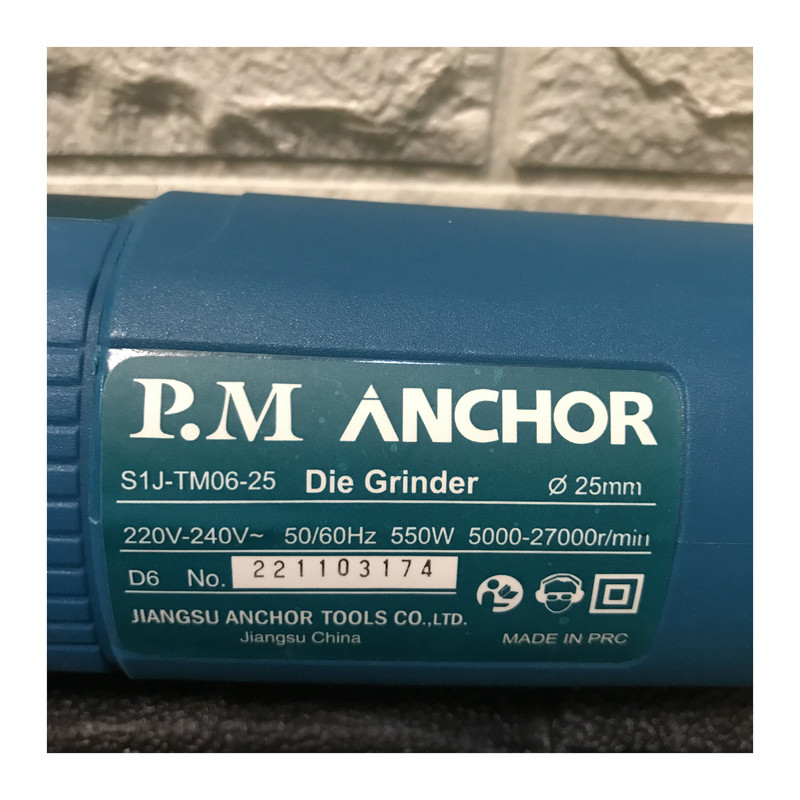 P.M ANCHOR
S1J-TM06-25 Die Grinder Ø 25mm
220V-240V~ 50/60Hz 550W 5000-27000r/min
D6 No. 221103174
JIANGSU ANCHOR TOOLS CO.,LTD.
Jiangsu China MADE IN PRC